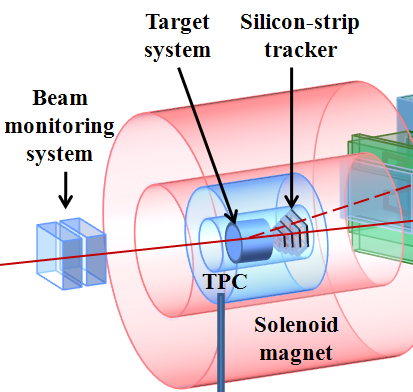 Target
system
Silicon-strip
tracker
Beam
monitoring
system
TPC
Solenoid
magnet